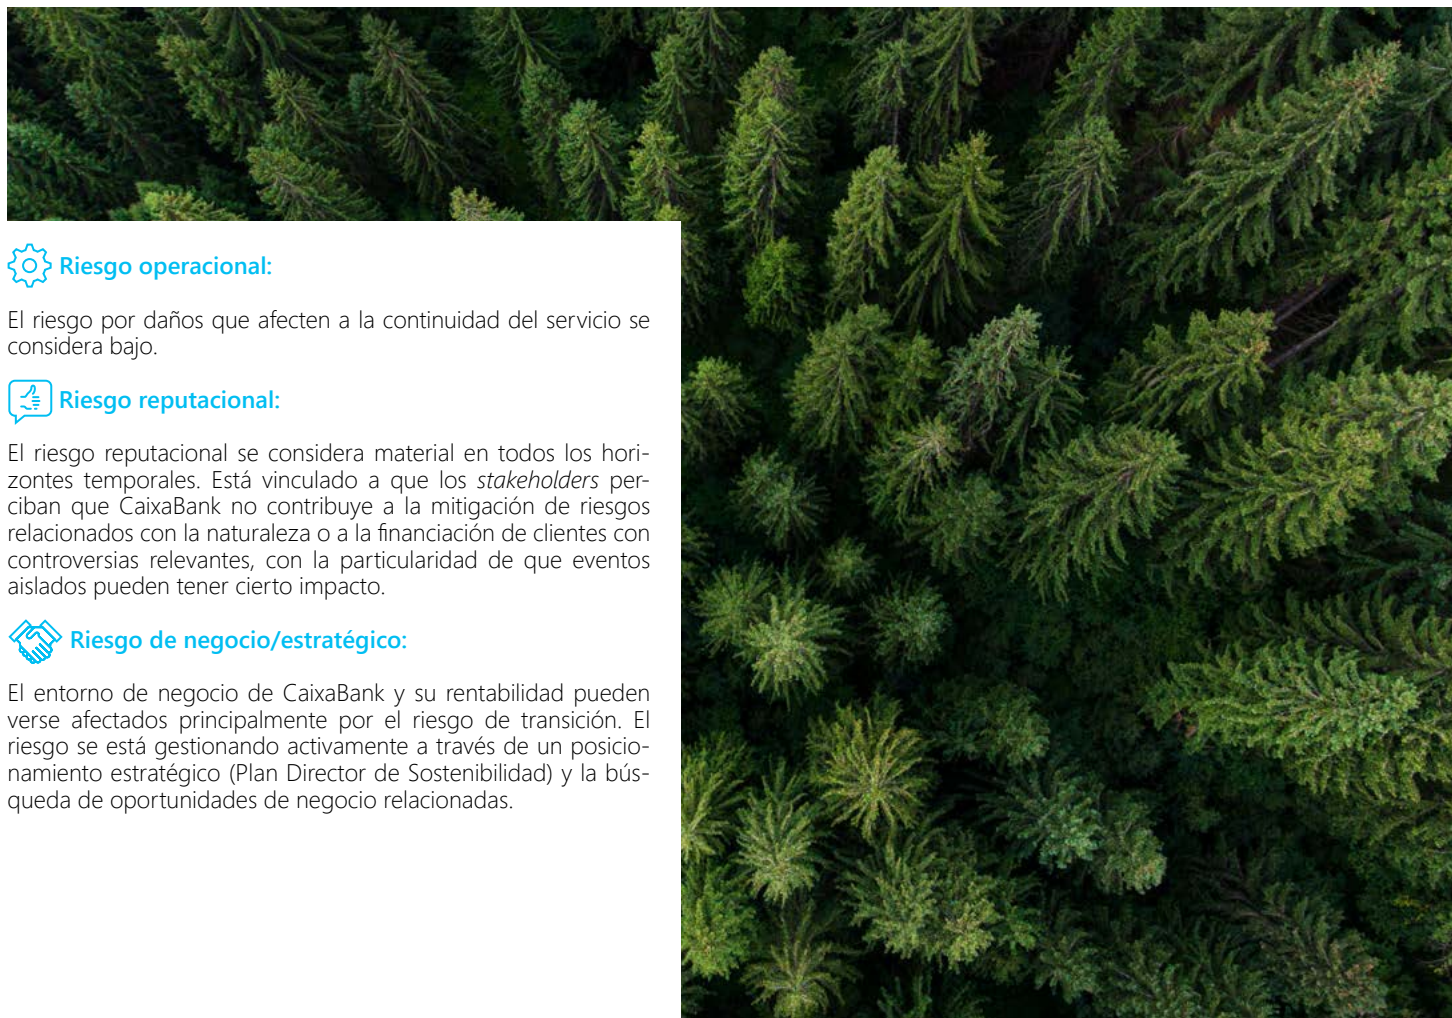 Riesgo operacional:
El riesgo por daños que afecten a la continuidad del servicio se
considera bajo.
Riesgo reputacional:
El riesgo reputacional se considera material en todos los hori-
zontes temporales. Está vinculado a que los stakeholders per-
ciban que CaixaBank no contribuye a la mitigación de riesgos
relacionados con la naturaleza o a la financiación de clientes con
controversias relevantes, con la particularidad de que eventos
aislados pueden tener cierto impacto.
Riesgo de negocio/estratégico:
El entorno de negocio de CaixaBank y su rentabilidad pueden
verse afectados principalmente por el riesgo de transición. El
riesgo se está gestionando activamente a través de un posicio-
namiento estratégico (Plan Director de Sostenibilidad) y la bús-
queda de oportunidades de negocio relacionadas.